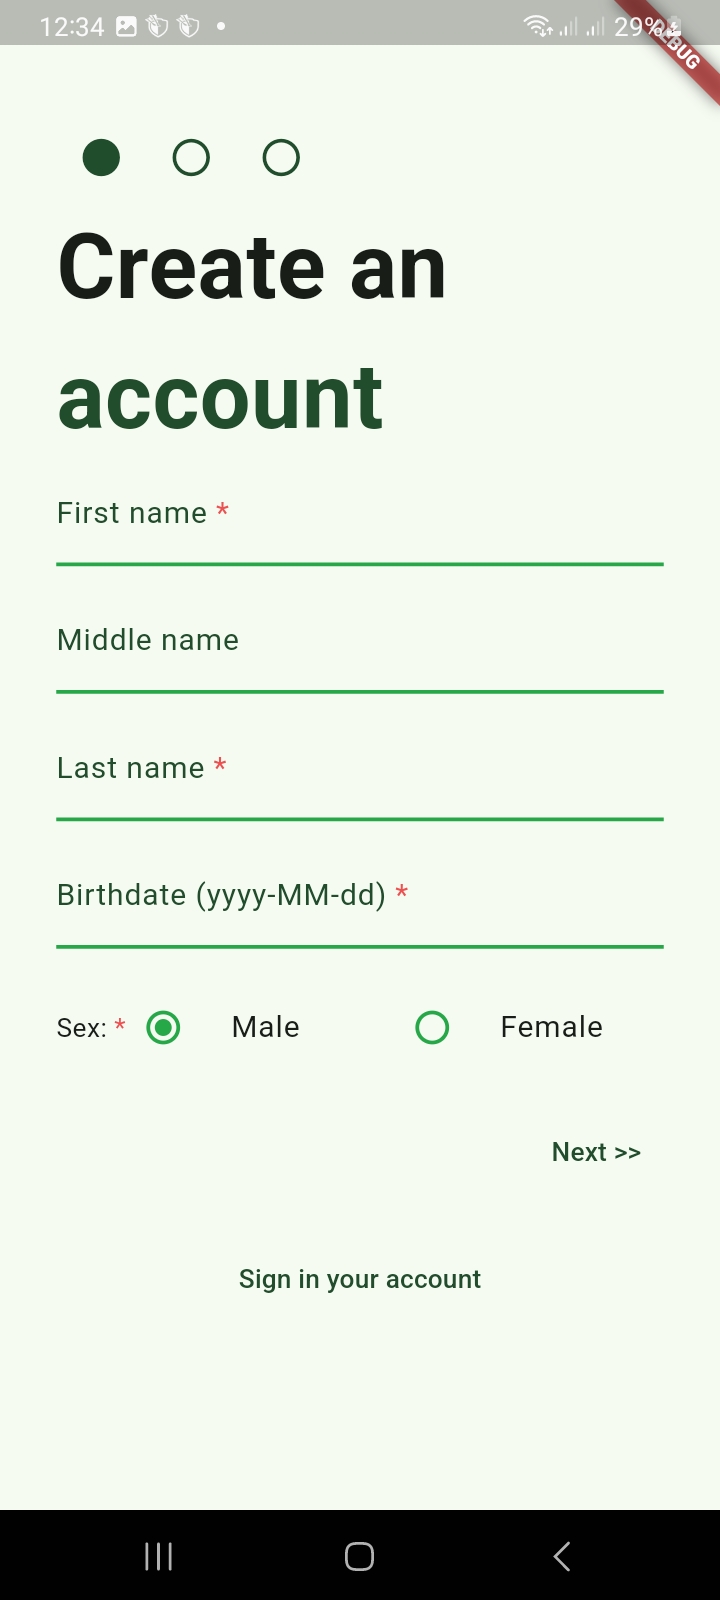 12:34 29%
DEBUG
Create an
account
First name *
Middle name
Last name *
Birthdate (yyyy-MM-dd) *
Sex: * Male Female
Next >>
Sign in your account